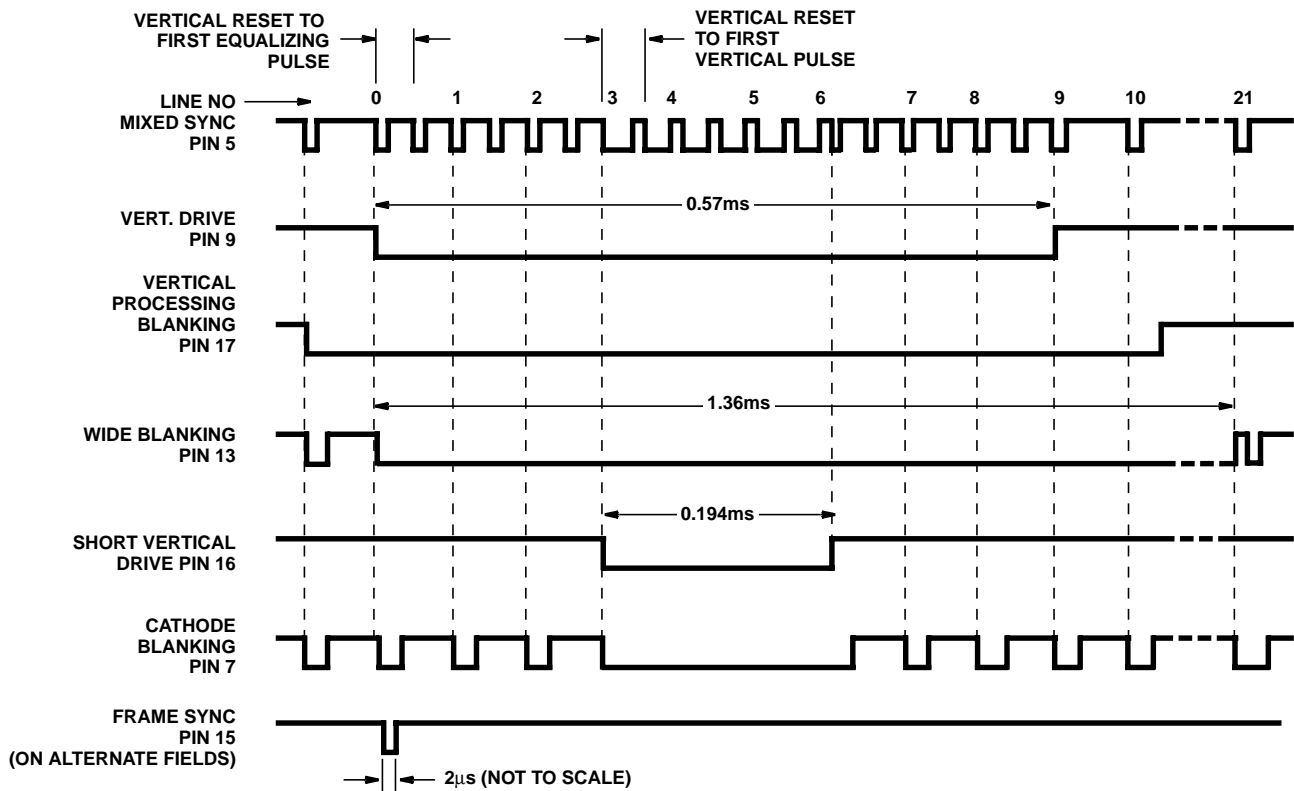 VERTICAL RESET TO
FIRST EQUALIZING
PULSE
VERTICAL RESET
TO FIRST
VERTICAL PULSE
LINE NO
0 1 2 3 4 5 6 7 8 9 10 21
MIXED SYNC
PIN 5
0.57ms
VERT. DRIVE
PIN 9
VERTICAL
PROCESSING
BLANKING
PIN 17
1.36ms
WIDE BLANKING
PIN 13
0.194ms
SHORT VERTICAL
DRIVE PIN 16
CATHODE
BLANKING
PIN 7
FRAME SYNC
PIN 15
(ON ALTERNATE FIELDS)
2μs (NOT TO SCALE)